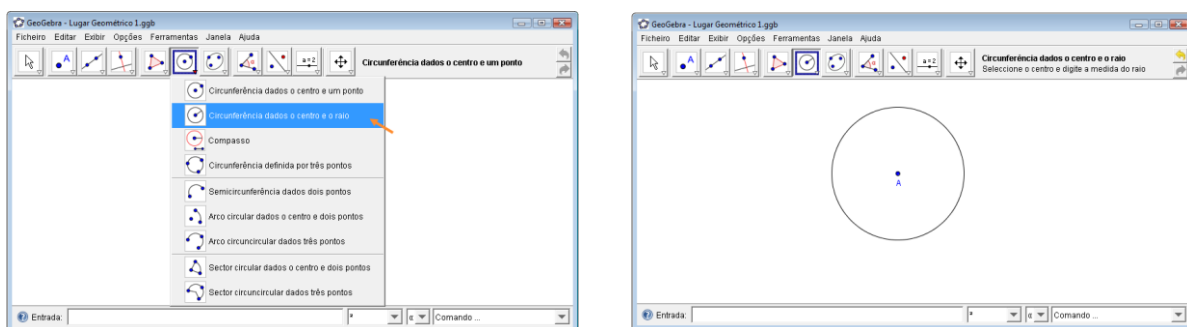 GeoGebra - Lugar Geométrico 1.ggb
Ficheiro Editar Exibir Opções Ferramentas Janela Ajuda
A
a=2
Circunferência dados o centro e um ponto
Circunferência dados o centro e um ponto
Circunferência dados o centro e o raio
Compasso
Circunferência definida por três pontos
Semicircunferência dados dois pontos
Arco circular dados o centro e dois pontos
Arco circuncircular dados três pontos
Sector circular dados o centro e dois pontos
Sector circuncircular dados três pontos
Entrada:
α
Comando ...
GeoGebra - Lugar Geométrico 1.ggb
Ficheiro Editar Exibir Opções Ferramentas Janela Ajuda
A
a=2
Circunferência dados o centro e o raio
Seleccione o centro e digite a medida do raio
A
Entrada:
α
Comando ...